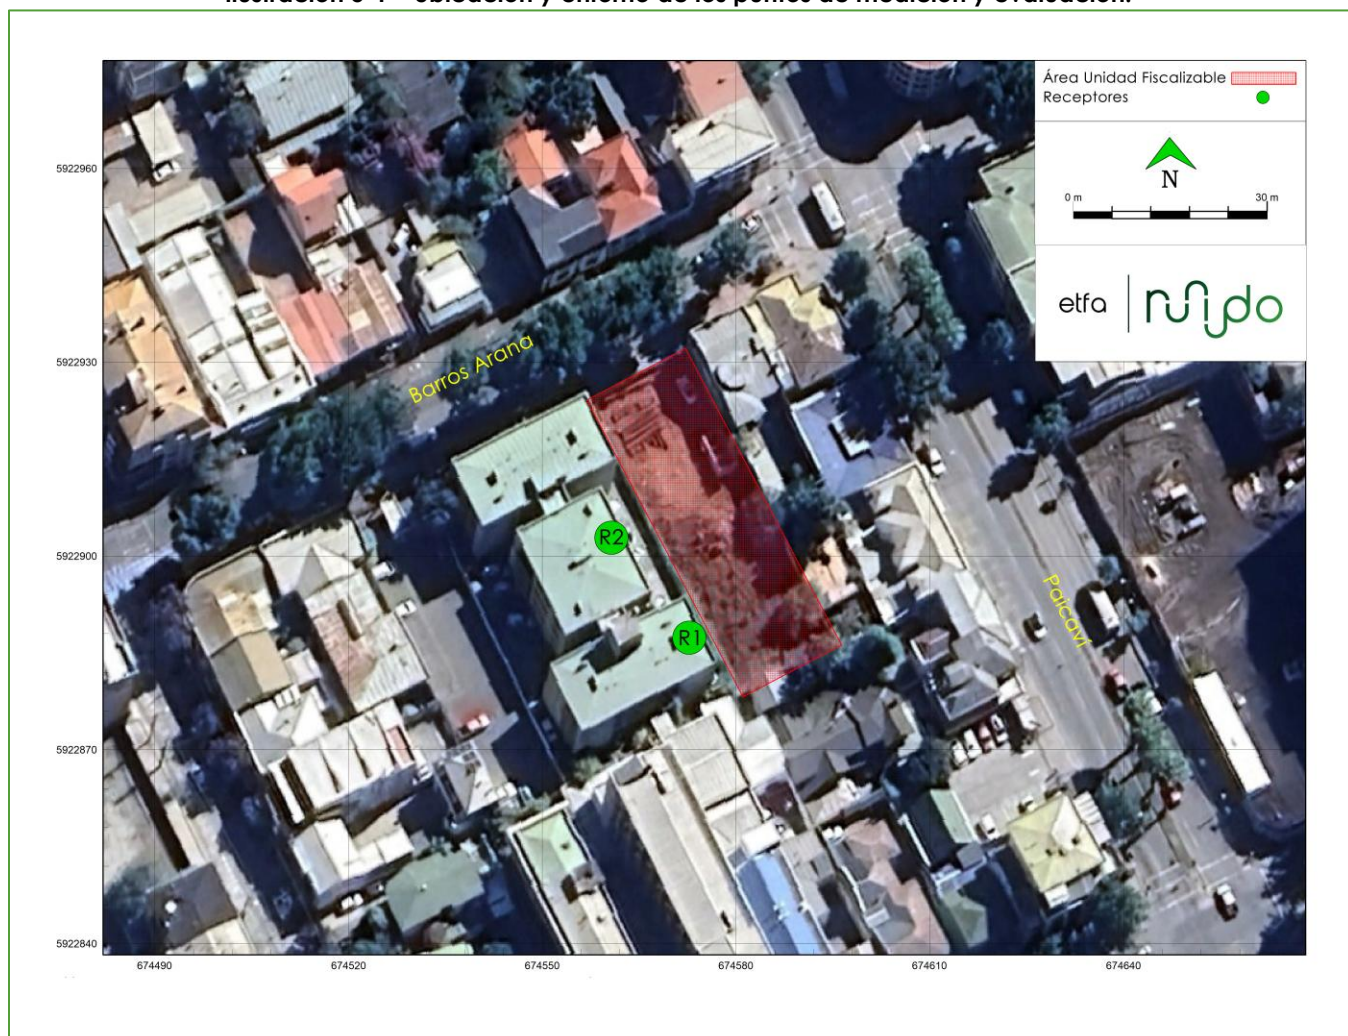 Área Unidad Fiscalizable
Receptores
N
0 m 30 m
etfa | ruido
5922960
5922930
5922900
5922870
5922840
674490 674520 674550 674580 674610 674640
Barros Arana
Paicaví
R2
R1